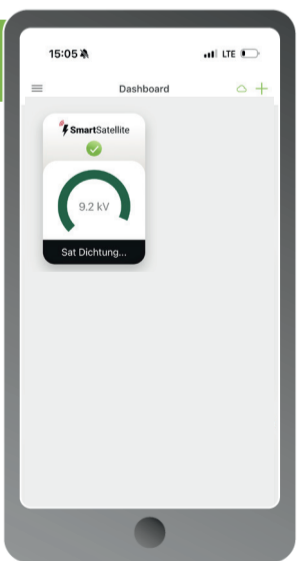 15:05
LTE
Dashboard
SmartSatellite
9.2 kV
Sat Dichtung...